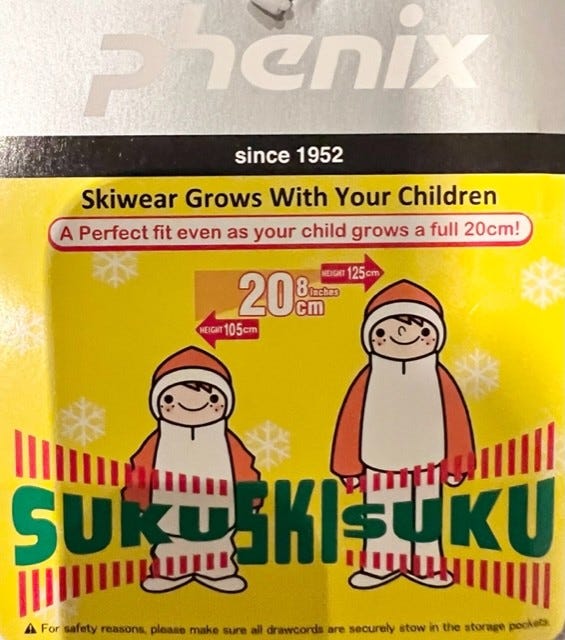 phenix
since 1952
Skiwear Grows With Your Children
A Perfect fit even as your child grows a full 20cm!
HEIGHT 125cm
20 8 inches cm
HEIGHT 105cm
SUKUSKISUKU
⚠ For safety reasons, please make sure all drawcords are securely stow in the storage pockets.